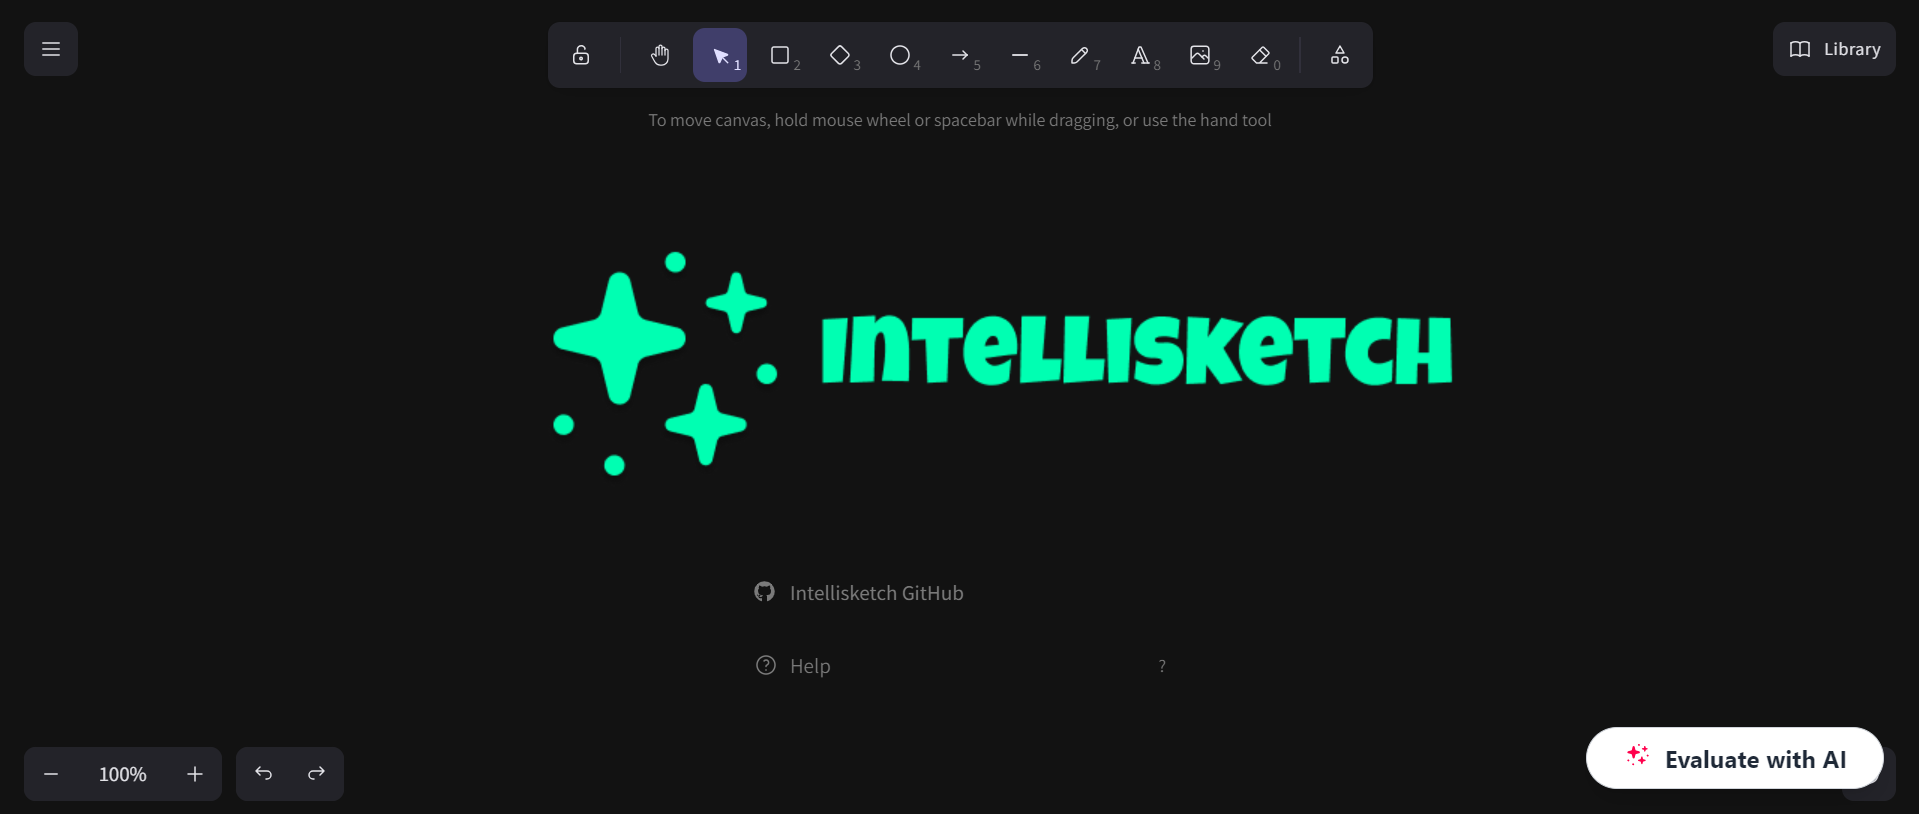 1 2 3 4 5 6 7 8 9 0
Library
To move canvas, hold mouse wheel or spacebar while dragging, or use the hand tool
INTELLISKETCH
Intellisketch GitHub
Help ?
100%
Evaluate with AI